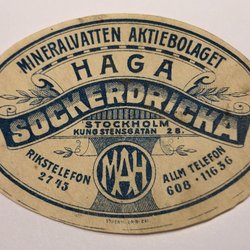 MINERALVATTEN AKTIEBOLAGET
HAGA
SOCKERDRICKA
STOCKHOLM
KUNGSTENSGATAN 28.
RIKSTELEFON
2743
MAH
ALLM TELEFON
608 · 11636